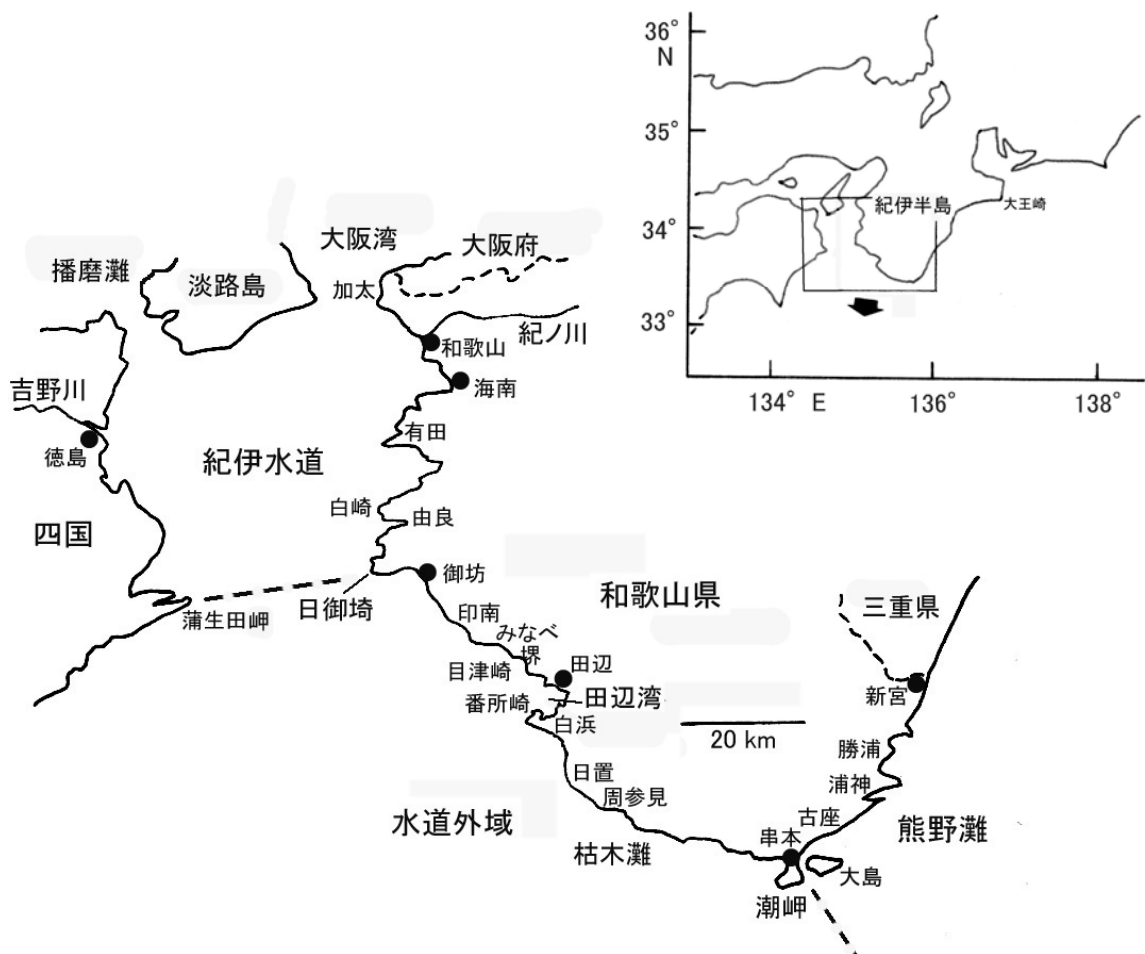 36°
N
35°
34°
33°
134° E
136°
138°
紀伊半島
大王崎
大阪湾
大阪府
播磨灘
淡路島
加太
紀ノ川
和歌山
吉野川
海南
有田
徳島
紀伊水道
白崎
由良
四国
御坊
和歌山県
日御埼
蒲生田岬
三重県
印南
みなべ
堺
目津崎
田辺
新宮
番所崎
田辺湾
白浜
20 km
勝浦
日置
浦神
周参見
水道外域
古座
熊野灘
串本
枯木灘
大島
潮岬